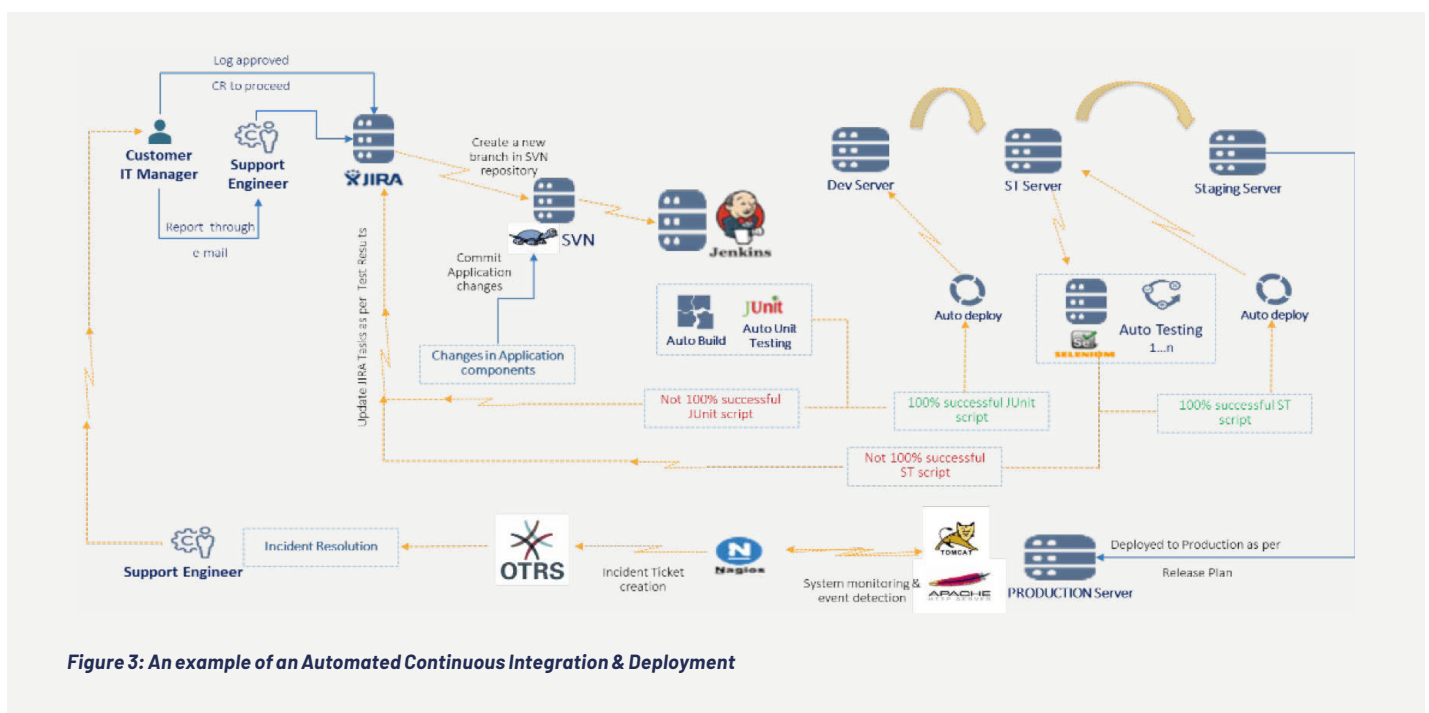 Log approved
CR to proceed
Customer
IT Manager
Support
Engineer
JIRA
Report through
e-mail
Create a new
branch in SVN
repository
SVN
Jenkins
Commit
Application
changes
Changes in Application
components
Update JIRA Tasks as per Test Results
Auto Build
JUnit
Auto Unit
Testing
Dev Server
ST Server
Staging Server
Auto deploy
Se
SELENIUM
Auto Testing
1...n
Auto deploy
Not 100% successful
JUnit script
100% successful JUnit
script
100% successful ST
script
Not 100% successful
ST script
Support Engineer
Incident Resolution
OTRS
Incident Ticket
creation
N
Nagios
System monitoring &
event detection
TOMCAT
APACHE
HTTP SERVER
PRODUCTION Server
Deployed to Production as per
Release Plan
Figure 3: An example of an Automated Continuous Integration & Deployment